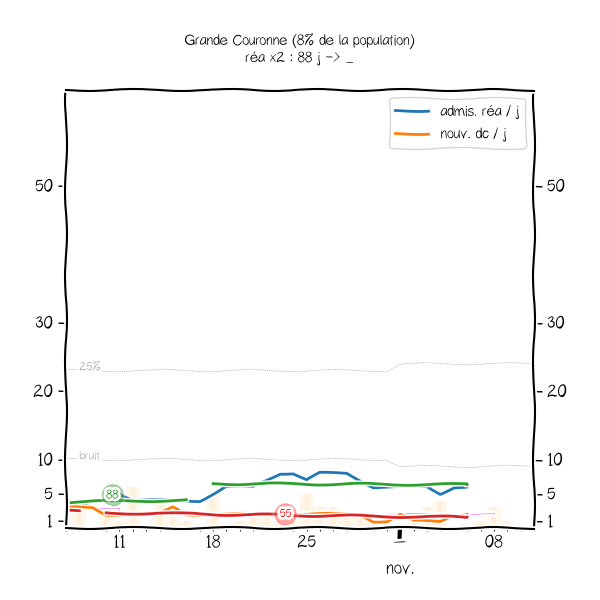 Grande Couronne (8% de la population)
réa x2 : 88 j -> _
admis. réa / j
nouv. dc / j
50 50
30 30
25%
20 20
bruit
10 10
88
5 5
55
1 1
11 18 25 1 08
nov.